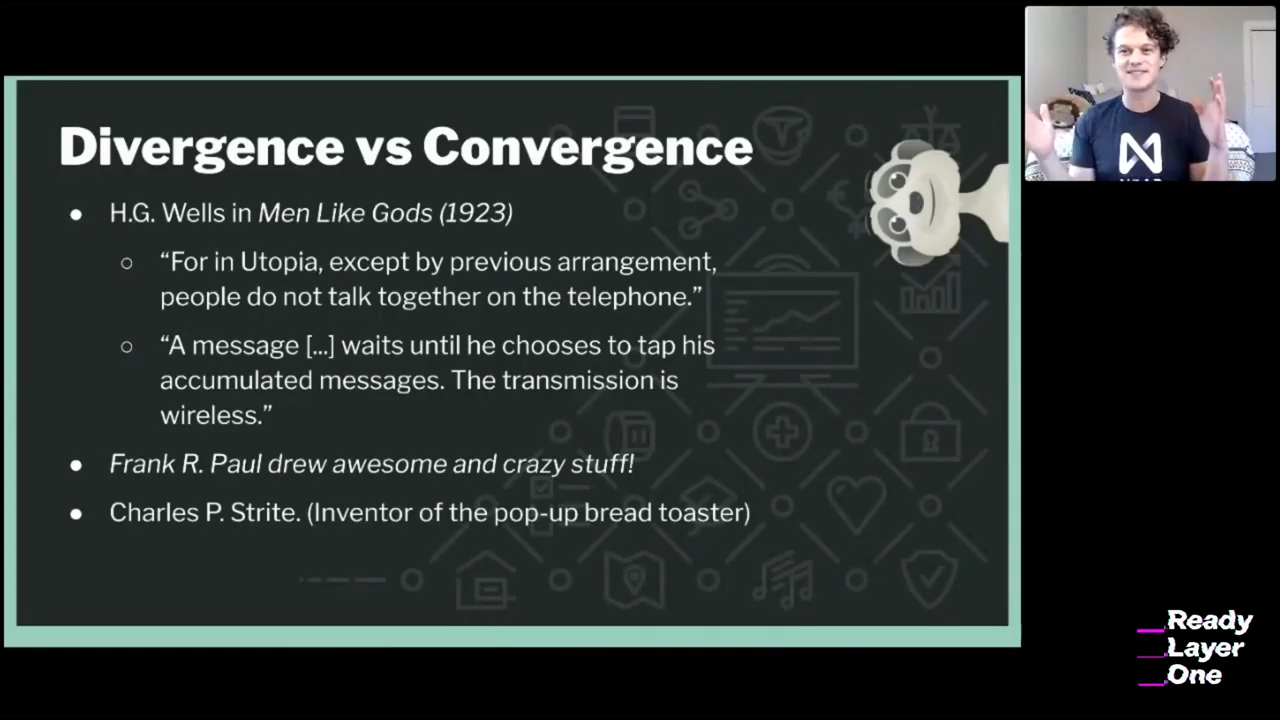 Divergence vs Convergence
● H.G. Wells in Men Like Gods (1923)
○ “For in Utopia, except by previous arrangement,
people do not talk together on the telephone.”
○ “A message [...] waits until he chooses to tap his
accumulated messages. The transmission is
wireless.”
● Frank R. Paul drew awesome and crazy stuff!
● Charles P. Strite. (Inventor of the pop-up bread toaster)
Ready
Layer
One